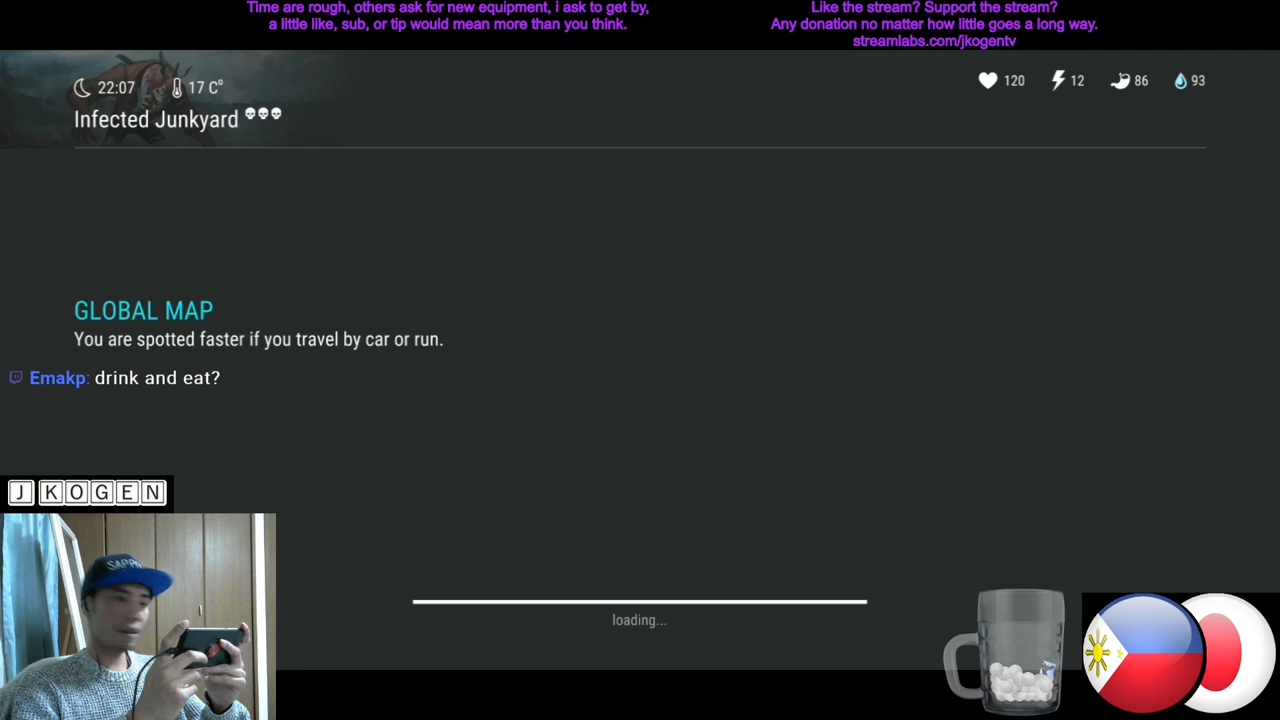 Time are rough, others ask for new equipment, i ask to get by,
a little like, sub, or tip would mean more than you think.
Like the stream? Support the stream?
Any donation no matter how little goes a long way.
streamlabs.com/jkogentv
22:07 17 C°
120 12 86 93
Infected Junkyard
GLOBAL MAP
You are spotted faster if you travel by car or run.
Emakp: drink and eat?
J KOGEN
loading...